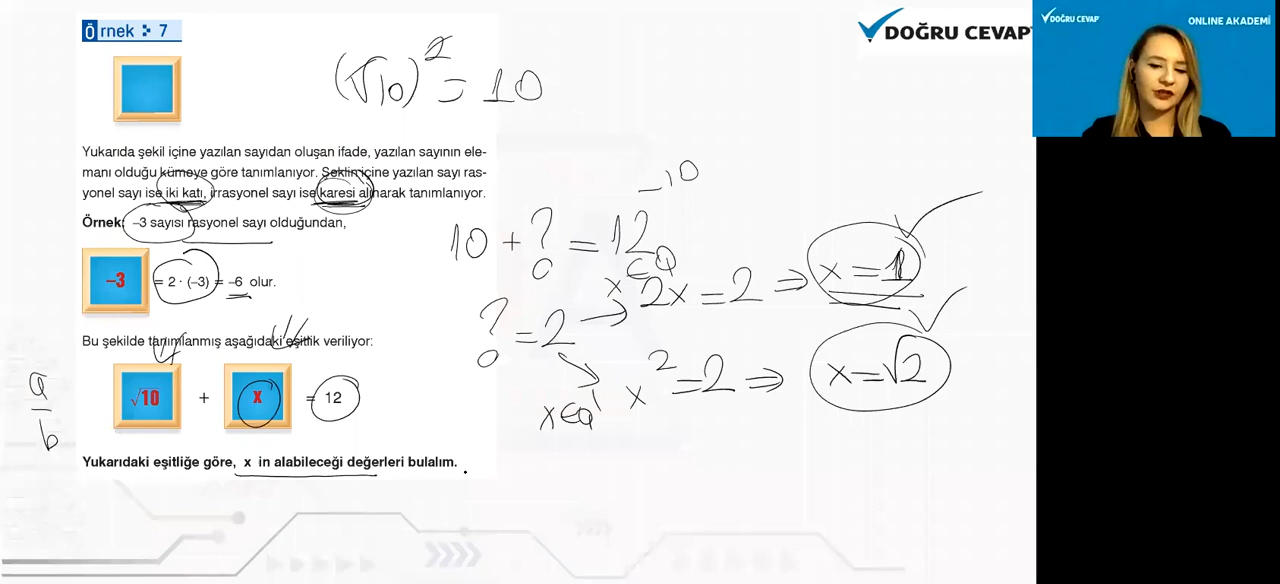 Örnek 7
(√10)² = 10
DOĞRU CEVAP
DOĞRU CEVAP
ONLINE AKADEMİ
Yukarıda şekil içine yazılan sayıdan oluşan ifade, yazılan sayının ele-
manı olduğu kümeye göre tanımlanıyor. Şeklin içine yazılan sayı ras-
yonel sayı ise iki katı, irrasyonel sayı ise karesi alınarak tanımlanıyor.
Örnek: –3 sayısı rasyonel sayı olduğundan,
–3 = 2 · (–3) = –6 olur.
Bu şekilde tanımlanmış aşağıdaki eşitlik veriliyor:
√10 + x = 12
Yukarıdaki eşitliğe göre, x in alabileceği değerleri bulalım.
a
b
–10
10 + ? = 12
x ∈ Q
2x = 2 ⇒ x = 1
? = 2
x² = 2 ⇒ x = √2
x ∈ Q'